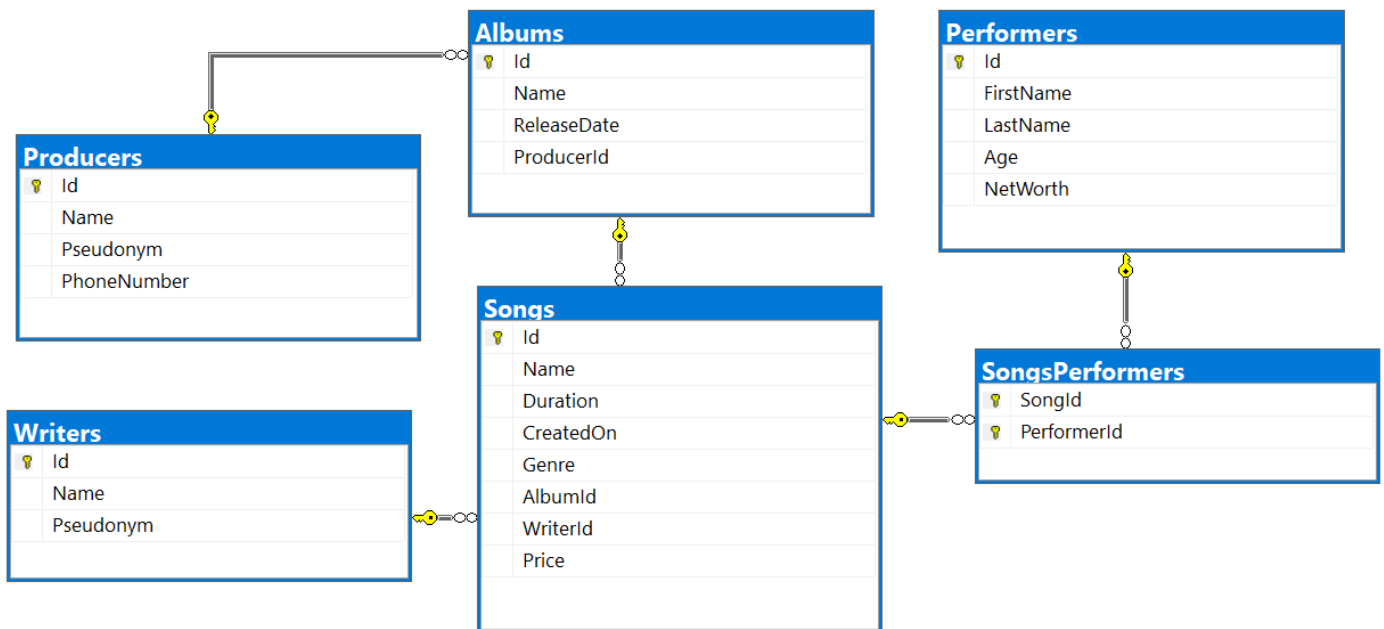 Albums
Id
Name
ReleaseDate
ProducerId
Performers
Id
FirstName
LastName
Age
NetWorth
Producers
Id
Name
Pseudonym
PhoneNumber
Songs
Id
Name
Duration
CreatedOn
Genre
AlbumId
WriterId
Price
SongsPerformers
SongId
PerformerId
Writers
Id
Name
Pseudonym